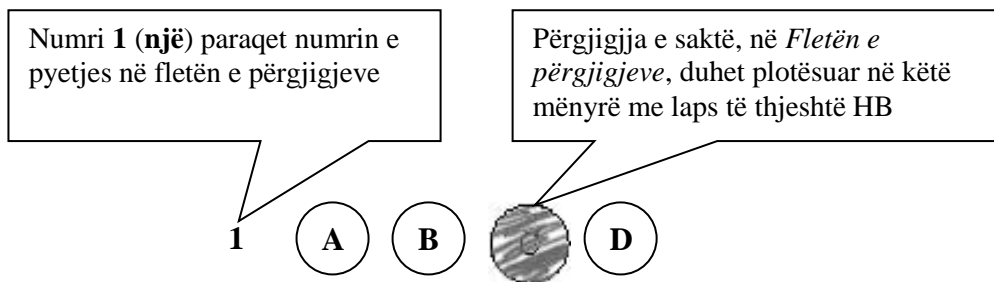 Numri 1 (një) paraqet numrin e
pyetjes në fletën e përgjigjeve
Përgjigjja e saktë, në Fletën e
përgjigjeve, duhet plotësuar në këtë
mënyrë me laps të thjeshtë HB
1 A B D